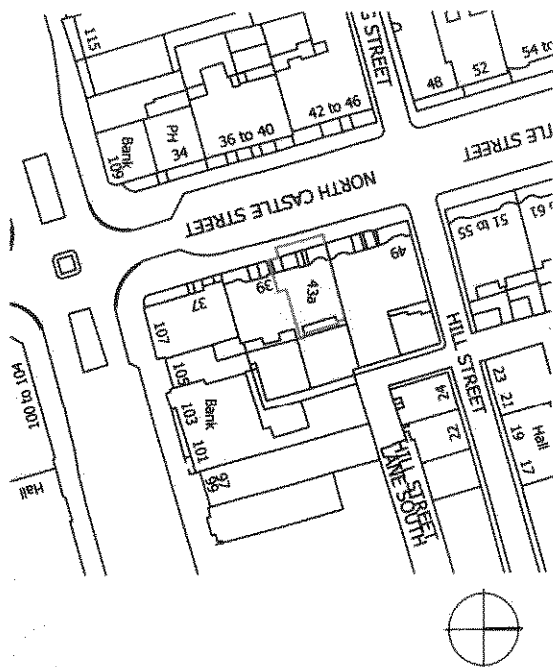 115
S STREET
48
52
54 to
42 to 46
36 to 40
PH
34
Bank
109
TLE STREET
NORTH CASTLE STREET
51 to 55
61
49
43a
39
37
107
HILL STREET
105
Bank
103
101
97
99
100 to 104
Hall
24
22
23
21
19
17
Hall
HILL STREET
LANE SOUTH